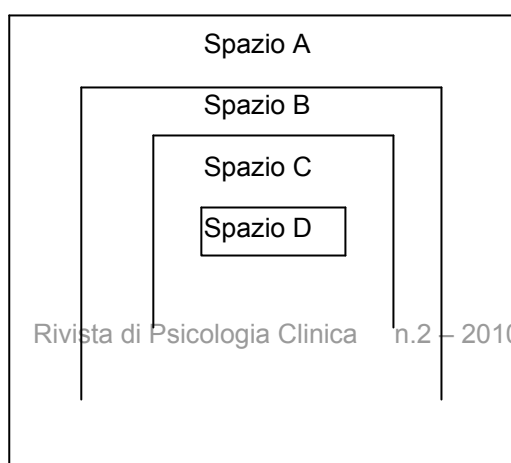 Spazio A
Spazio B
Spazio C
Spazio D
Rivista di Psicologia Clinica n.2 – 2010